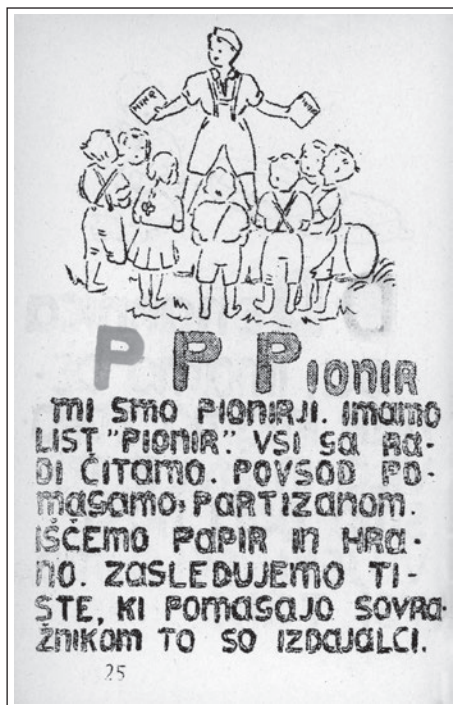 P P PIONIR
MI SMO PIONIRJI. IMAMO
LIST "PIONIR". VSI GA RA-
DI ČITAMO. POVSOD PO-
MAGAMO PARTIZANOM.
IŠČEMO PAPIR IN HRA-
NO. ZASLEDUJEMO TI-
STE, KI POMAGAJO SOVRA-
ŽNIKOM TO SO IZDAJALCI.
25